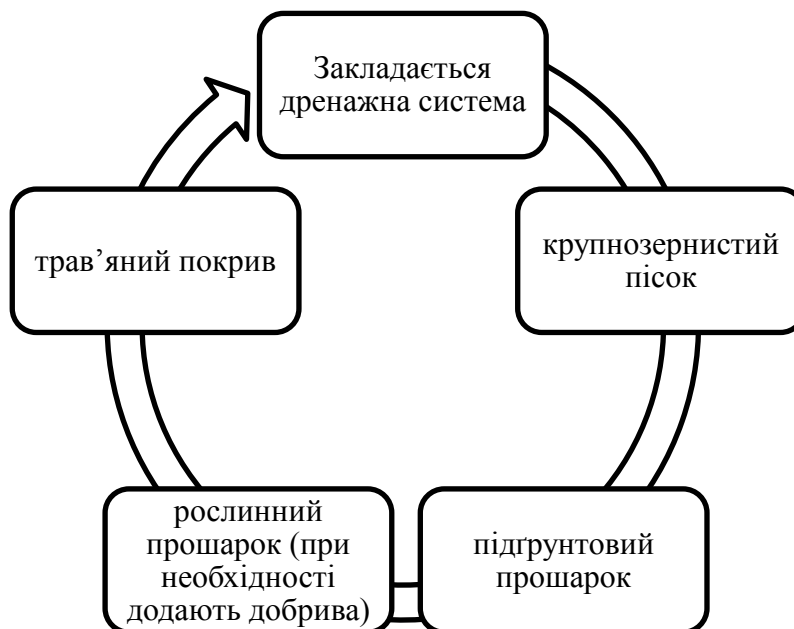 Закладається
дренажна система
крупнозернистий
пісок
підґрунтовий
прошарок
рослинний
прошарок (при
необхідності
додають добрива)
трав’яний покрив